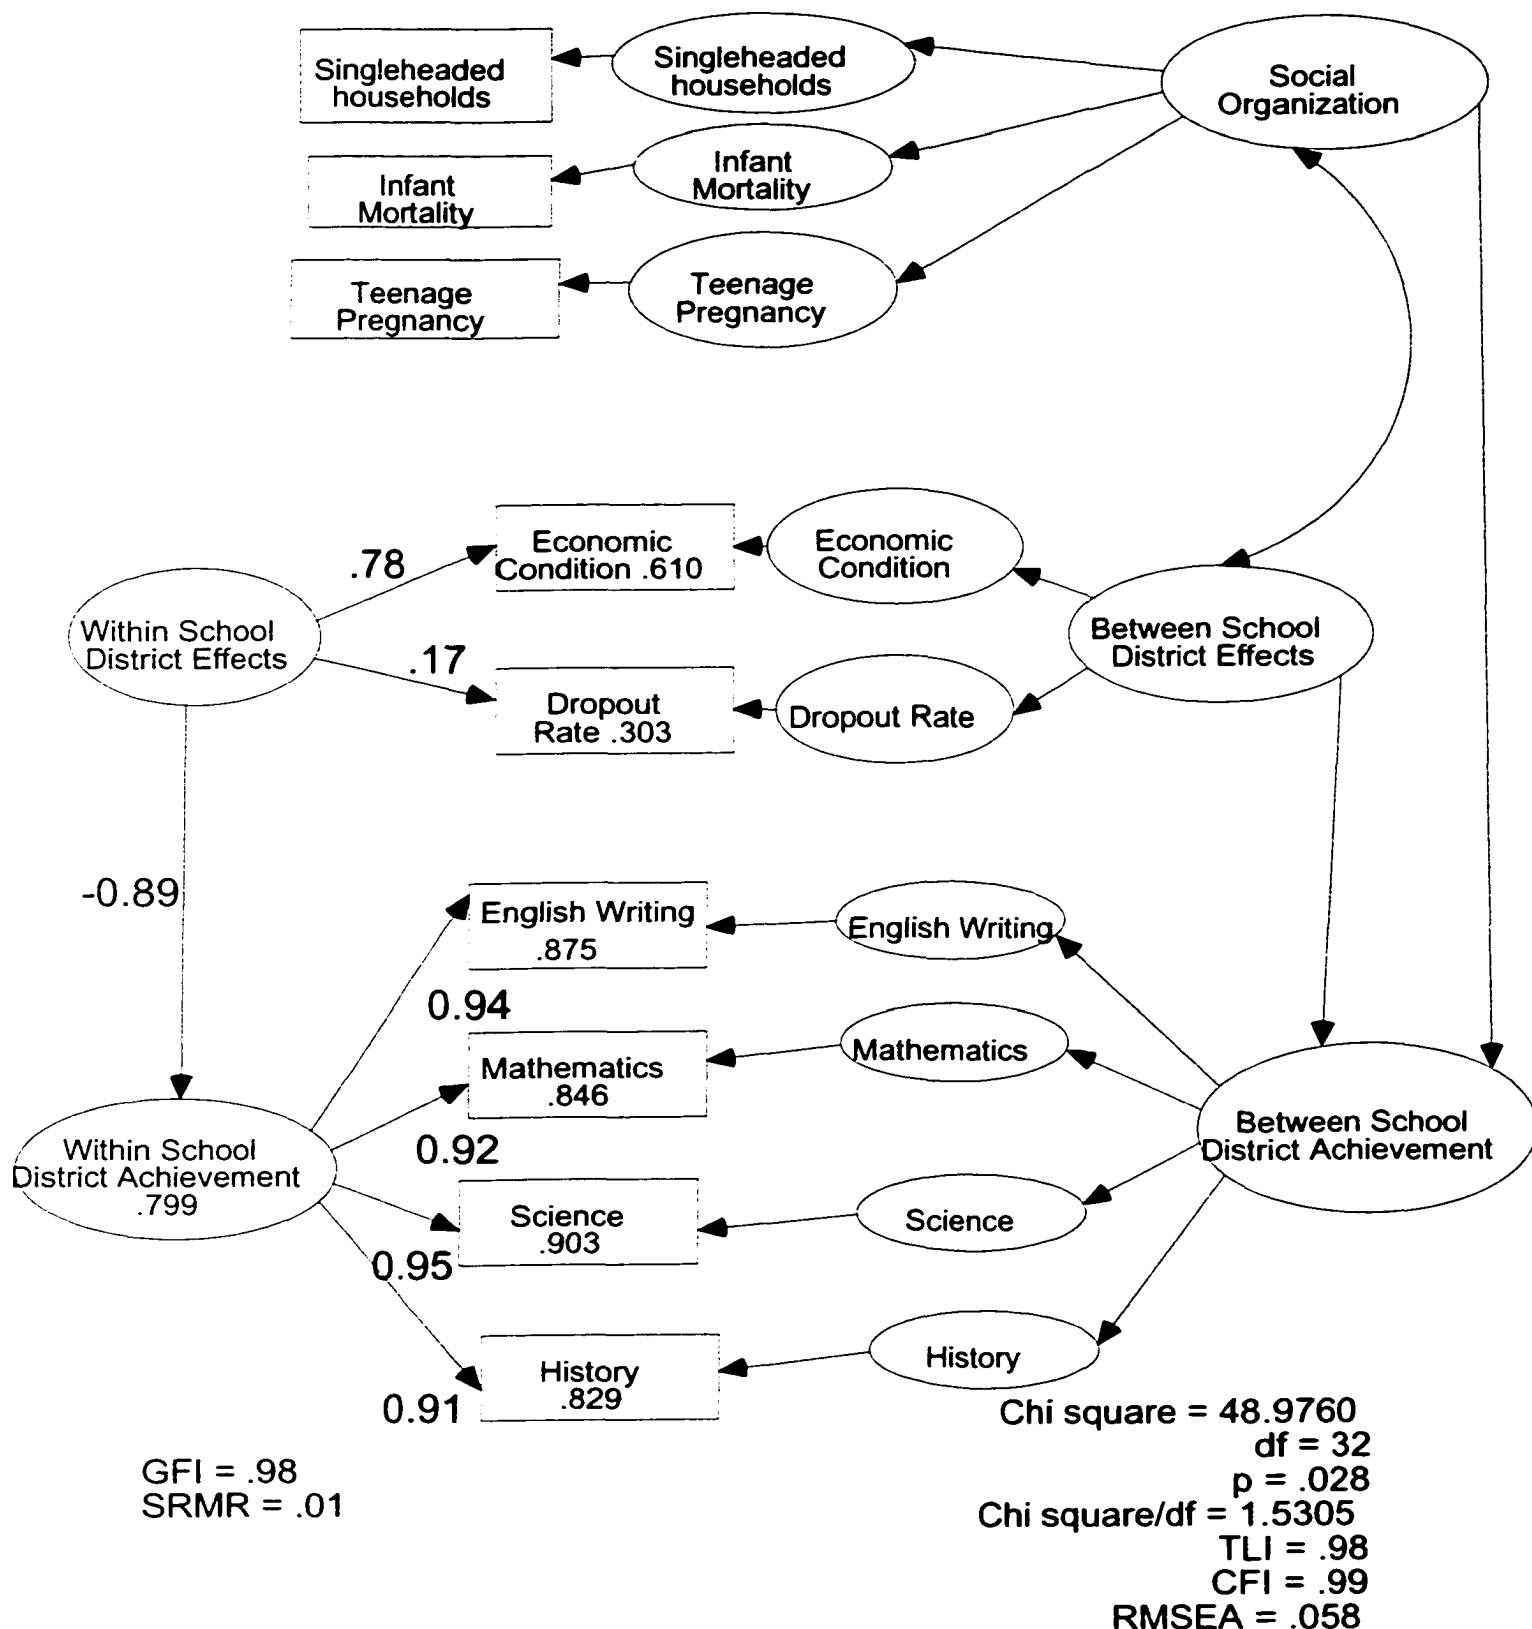 Singleheaded
households
Singleheaded
households
Social
Organization
Infant
Mortality
Infant
Mortality
Teenage
Pregnancy
Teenage
Pregnancy
.78
Economic
Condition .610
Economic
Condition
Within School
District Effects
Between School
District Effects
.17
Dropout
Rate .303
Dropout Rate
-0.89
English Writing
.875
English Writing
0.94
Mathematics
.846
Mathematics
Within School
District Achievement
.799
0.92
Between School
District Achievement
Science
.903
Science
0.95
History
.829
History
0.91
GFI = .98
SRMR = .01
Chi square = 48.9760
df = 32
p = .028
Chi square/df = 1.5305
TLI = .98
CFI = .99
RMSEA = .058